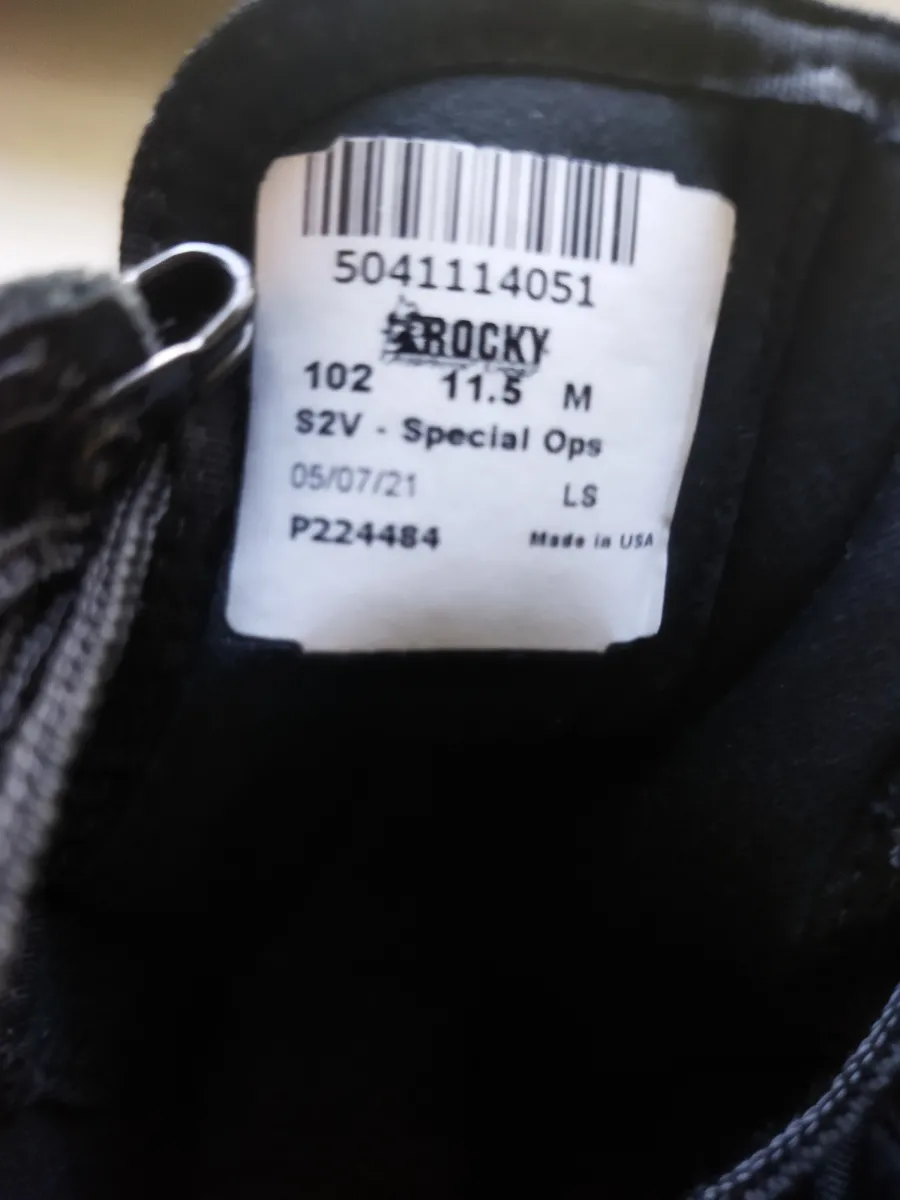 5041114051
ROCKY
102 11.5 M
S2V - Special Ops
05/07/21 LS
P224484 Made in USA